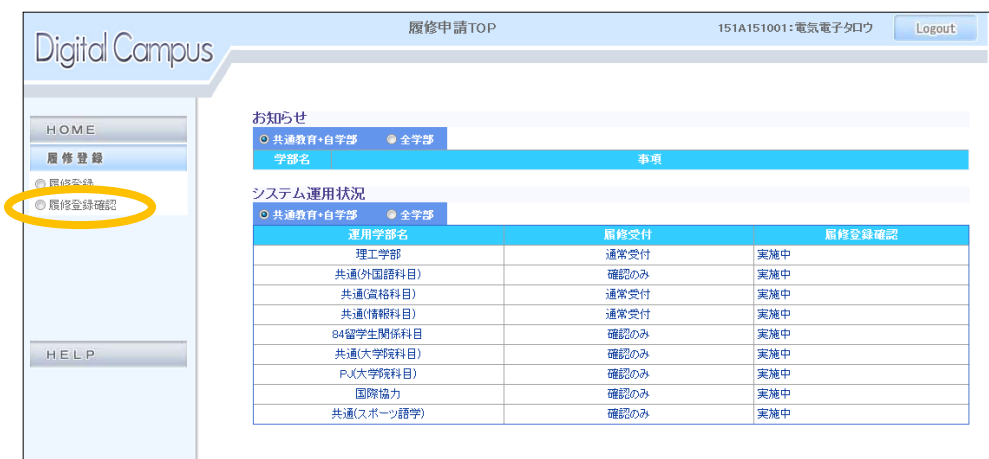 Digital Campus
履修申請TOP
151A151001:電気電子タロウ
Logout
HOME
履修登録
履修登録
履修登録確認
HELP
お知らせ
共通教育+自学部 全学部
学部名 事項
システム運用状況
共通教育+自学部 全学部
運用学部名 履修受付 履修登録確認
理工学部 通常受付 実施中
共通(外国語科目) 確認のみ 実施中
共通(資格科目) 通常受付 実施中
共通(情報科目) 通常受付 実施中
84留学生関係科目 確認のみ 実施中
共通(大学院科目) 確認のみ 実施中
PJ(大学院科目) 確認のみ 実施中
国際協力 確認のみ 実施中
共通(スポーツ語学) 確認のみ 実施中